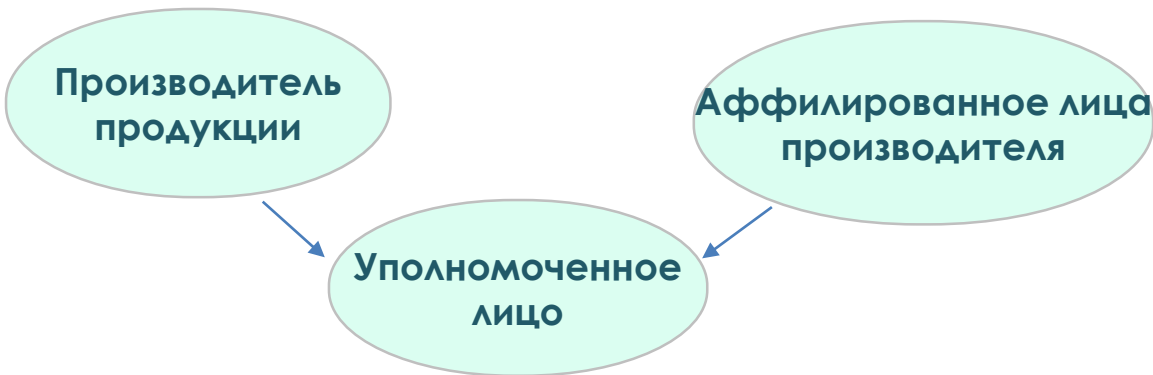 Производитель
продукции
Аффилированное лица
производителя
Уполномоченное
лицо